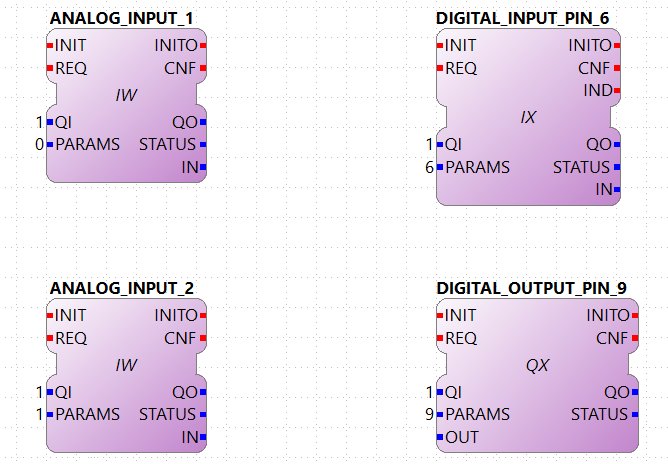 ANALOG_INPUT_1
INIT INITO
REQ CNF
IW
1 QI QO
0 PARAMS STATUS
IN
DIGITAL_INPUT_PIN_6
INIT INITO
REQ CNF
IND
IX
1 QI QO
6 PARAMS STATUS
IN
ANALOG_INPUT_2
INIT INITO
REQ CNF
IW
1 QI QO
1 PARAMS STATUS
IN
DIGITAL_OUTPUT_PIN_9
INIT INITO
REQ CNF
QX
1 QI QO
9 PARAMS STATUS
OUT